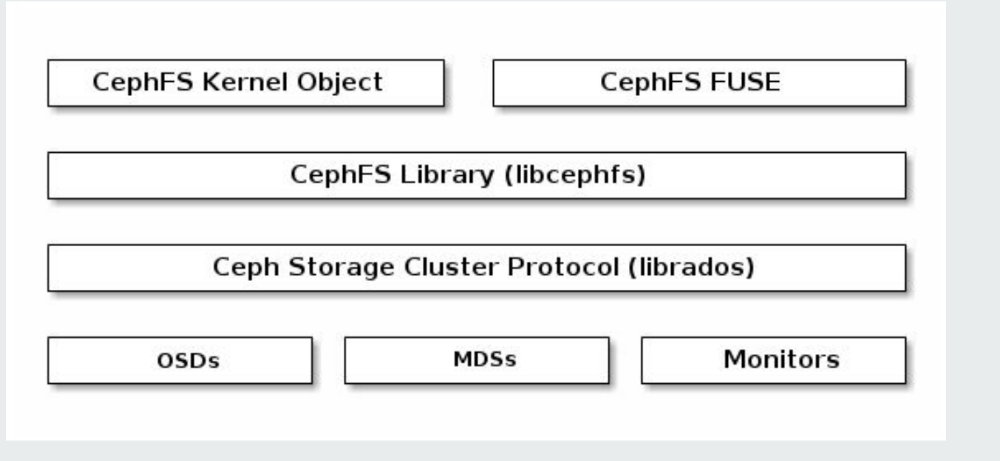 CephFS Kernel Object
CephFS FUSE
CephFS Library (libcephfs)
Ceph Storage Cluster Protocol (librados)
OSDs
MDSs
Monitors